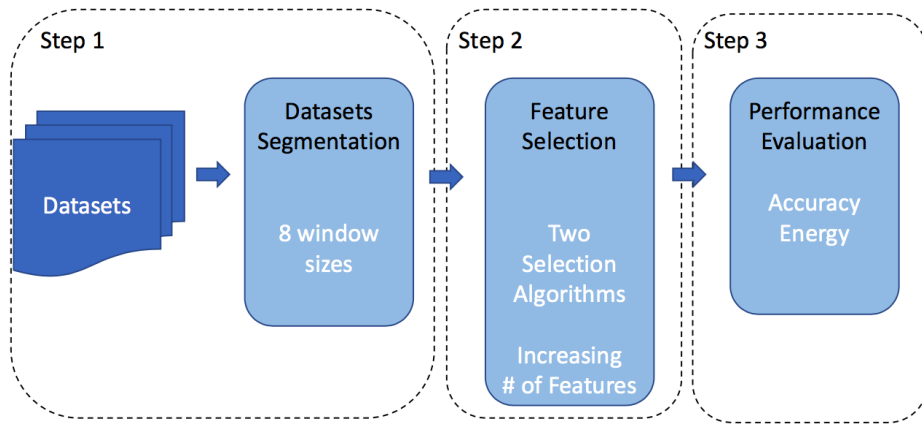 Step 1
Datasets
Datasets
Segmentation
8 window
sizes
Step 2
Feature
Selection
Two
Selection
Algorithms
Increasing
# of Features
Step 3
Performance
Evaluation
Accuracy
Energy